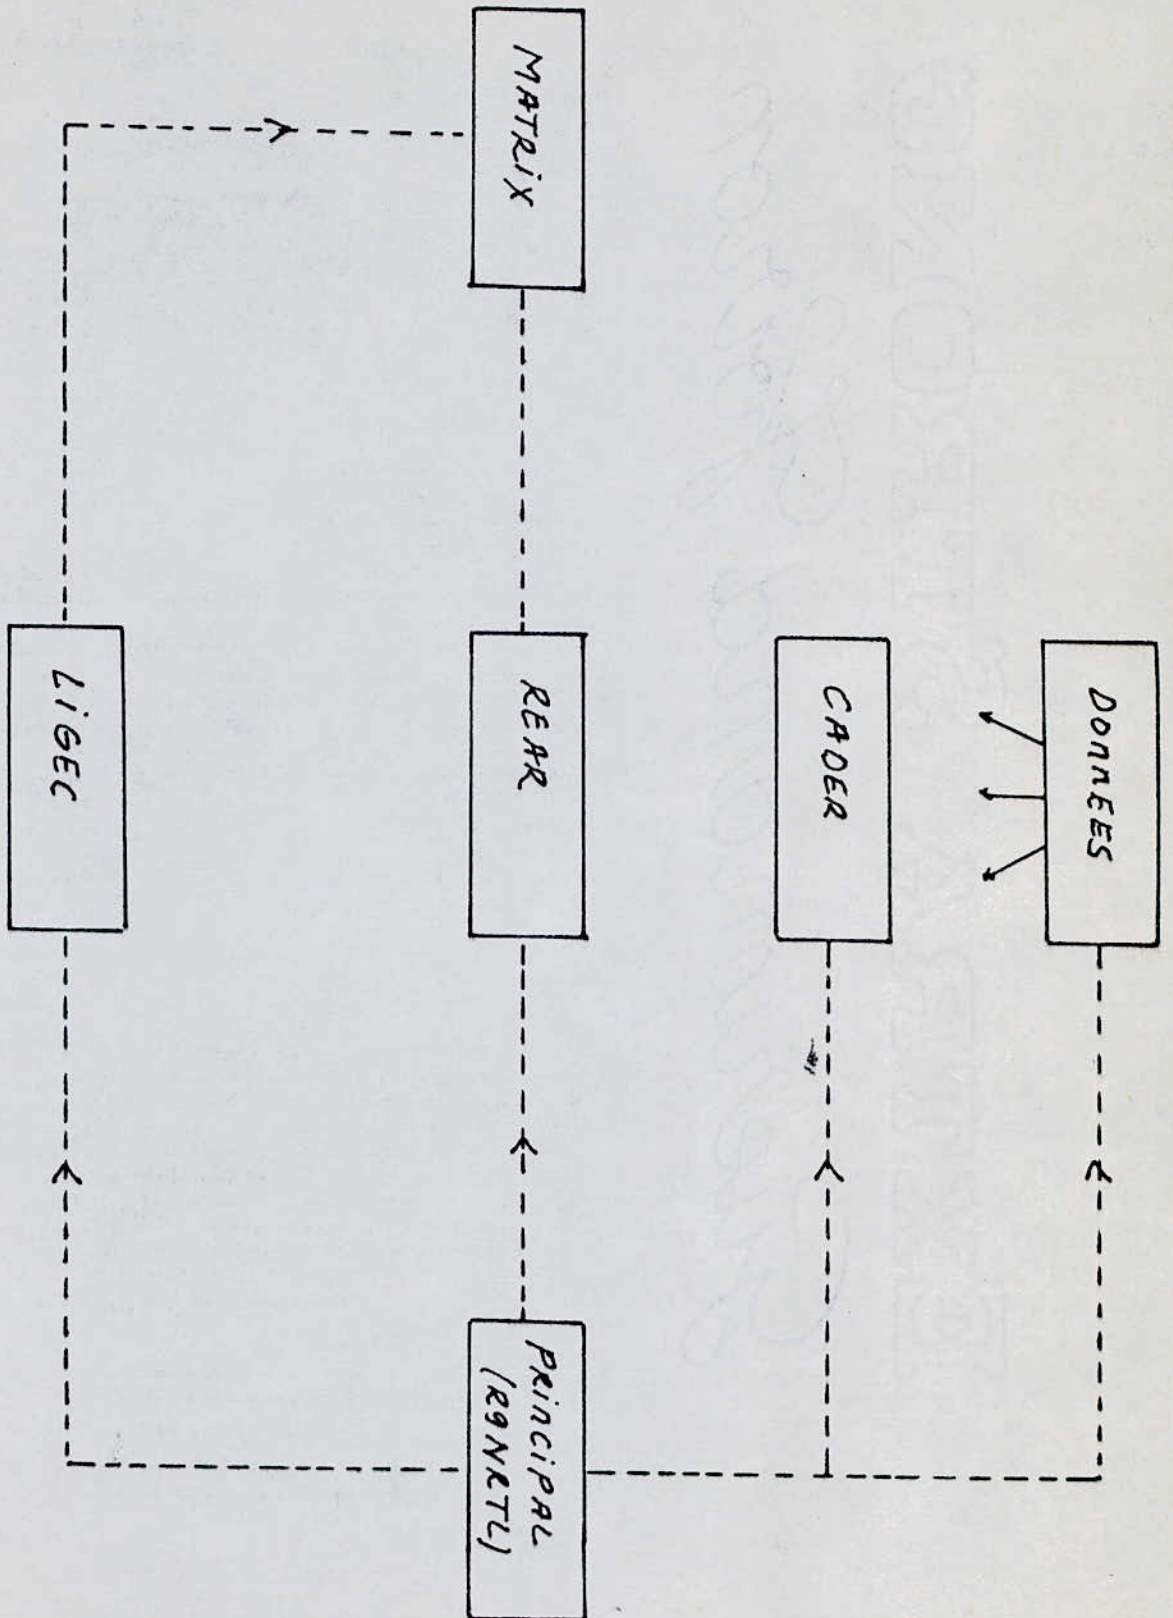 DONNEES
CADER
MATRIX
REAR
PRINCIPAL
(R9NRTL)
LIGEC